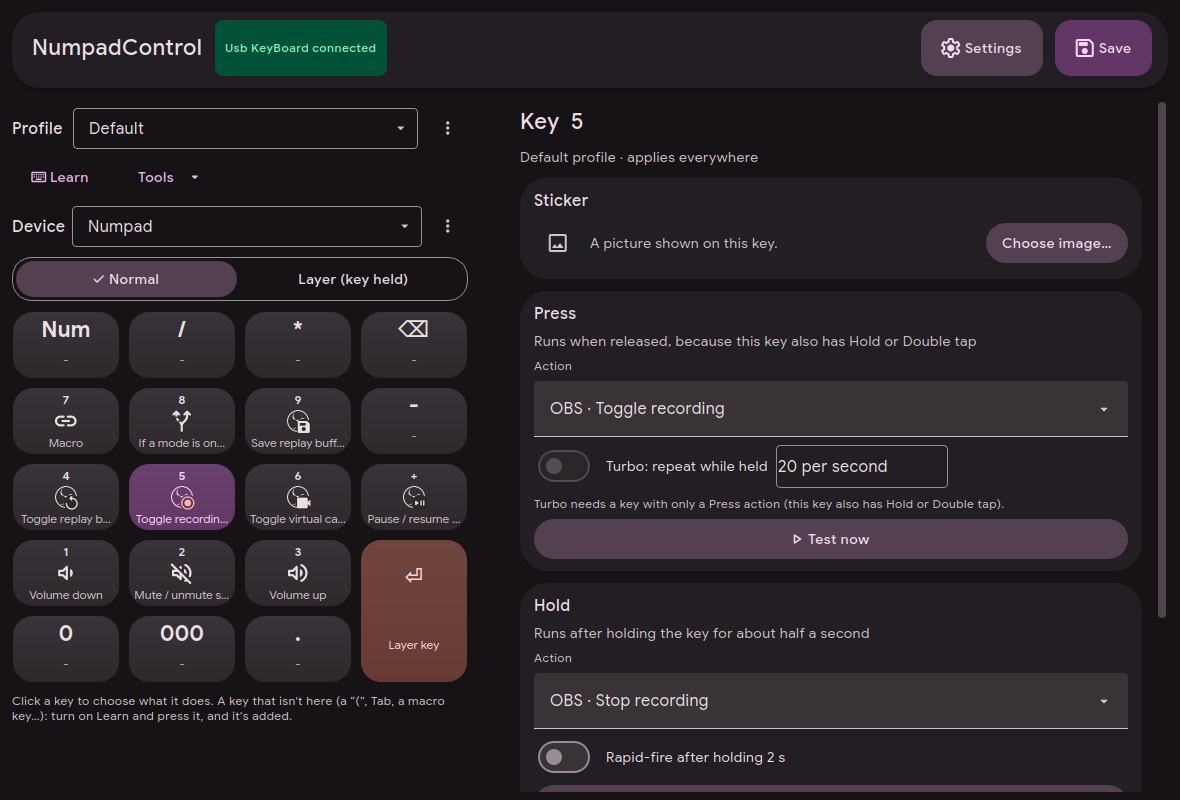 NumpadControl
Usb KeyBoard connected
Settings
Save
Profile
Default
Learn
Tools
Device
Numpad
Normal
Layer (key held)
Num
-
/
-
*
-
⌫
-
7
Macro
8
If a mode is on...
9
Save replay buff...
-
-
4
Toggle replay b...
5
Toggle recordin...
6
Toggle virtual ca...
+
Pause / resume ...
1
Volume down
2
Mute / unmute s...
3
Volume up
⏎
Layer key
0
-
000
-
.
-
Click a key to choose what it does. A key that isn't here (a “(”, Tab, a macro
key…): turn on Learn and press it, and it's added.
Key 5
Default profile · applies everywhere
Sticker
A picture shown on this key.
Choose image…
Press
Runs when released, because this key also has Hold or Double tap
Action
OBS · Toggle recording
Turbo: repeat while held
20 per second
Turbo needs a key with only a Press action (this key also has Hold or Double tap).
Test now
Hold
Runs after holding the key for about half a second
Action
OBS · Stop recording
Rapid-fire after holding 2 s